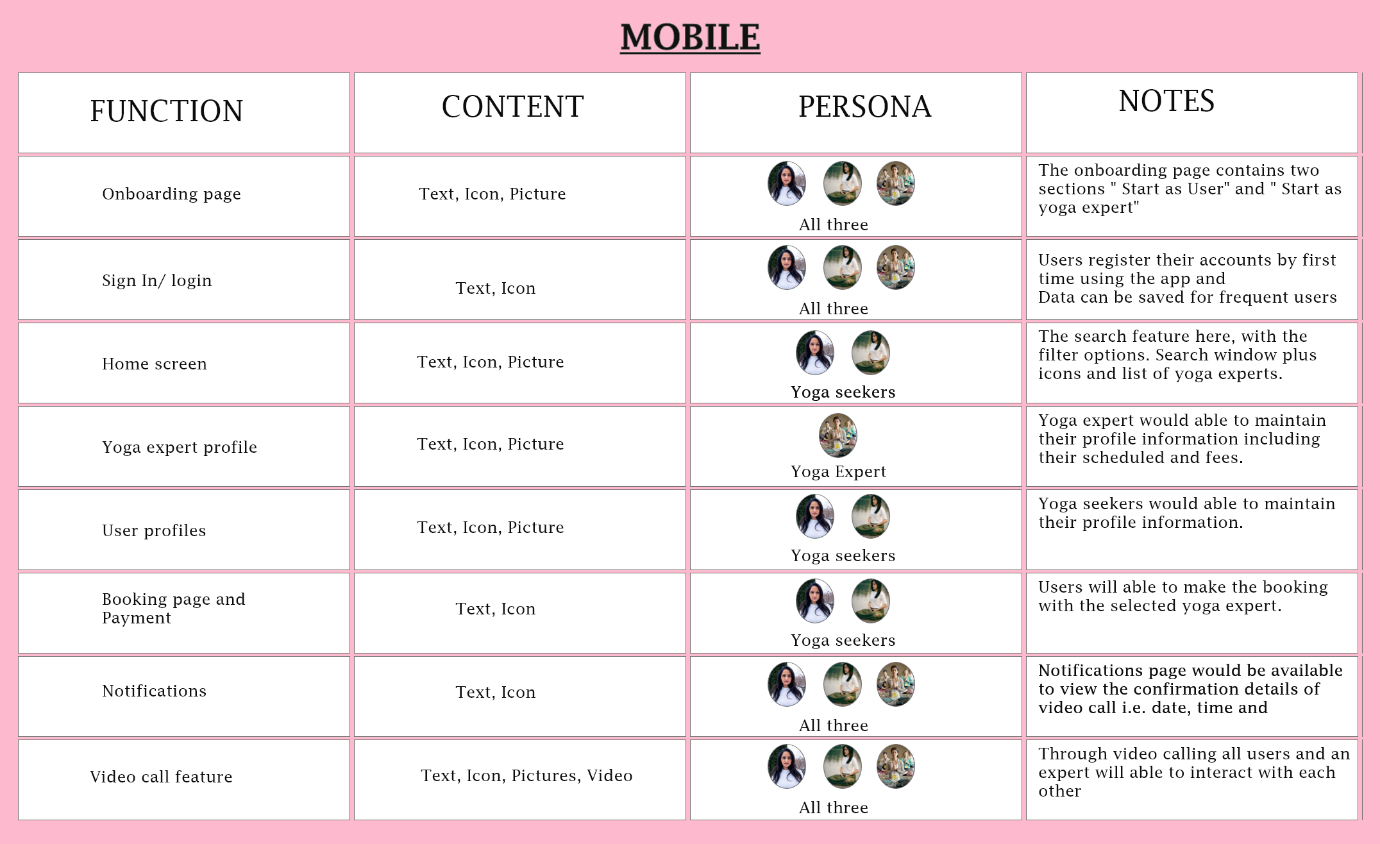 MOBILE
FUNCTION
CONTENT
PERSONA
NOTES
Onboarding page
Text, Icon, Picture
All three
The onboarding page contains two
sections " Start as User" and " Start as
yoga expert"
Sign In/ login
Text, Icon
All three
Users register their accounts by first
time using the app and
Data can be saved for frequent users
Home screen
Text, Icon, Picture
Yoga seekers
The search feature here, with the
filter options. Search window plus
icons and list of yoga experts.
Yoga expert profile
Text, Icon, Picture
Yoga Expert
Yoga expert would able to maintain
their profile information including
their scheduled and fees.
User profiles
Text, Icon, Picture
Yoga seekers
Yoga seekers would able to maintain
their profile information.
Booking page and
Payment
Text, Icon
Yoga seekers
Users will able to make the booking
with the selected yoga expert.
Notifications
Text, Icon
All three
Notifications page would be available
to view the confirmation details of
video call i.e. date, time and
Video call feature
Text, Icon, Pictures, Video
All three
Through video calling all users and an
expert will able to interact with each
other